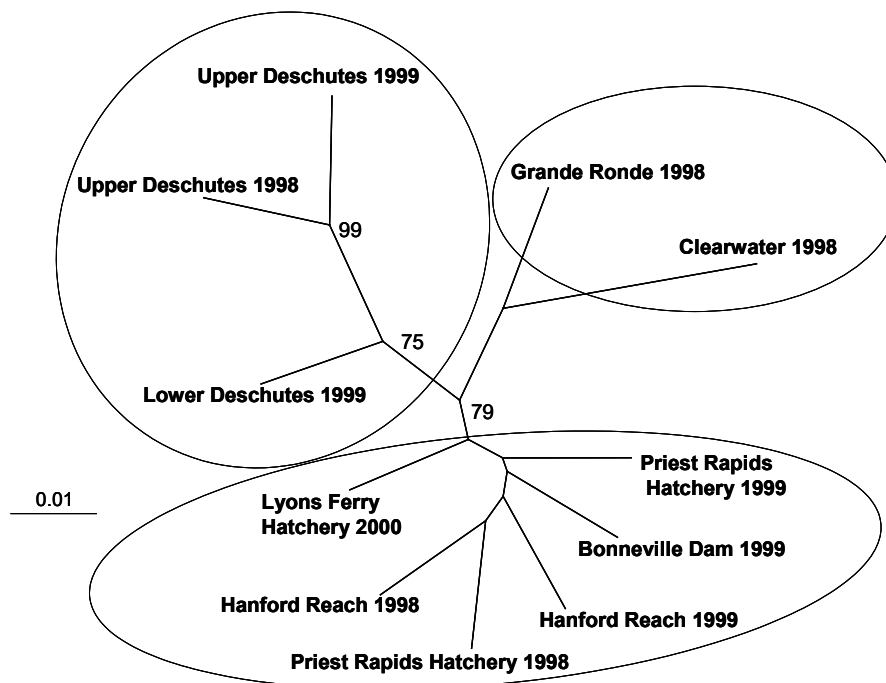 Upper Deschutes 1999
Grande Ronde 1998
Upper Deschutes 1998
99
Clearwater 1998
75
Lower Deschutes 1999
79
Priest Rapids
Hatchery 1999
0.01
Lyons Ferry
Hatchery 2000
Bonneville Dam 1999
Hanford Reach 1998
Hanford Reach 1999
Priest Rapids Hatchery 1998